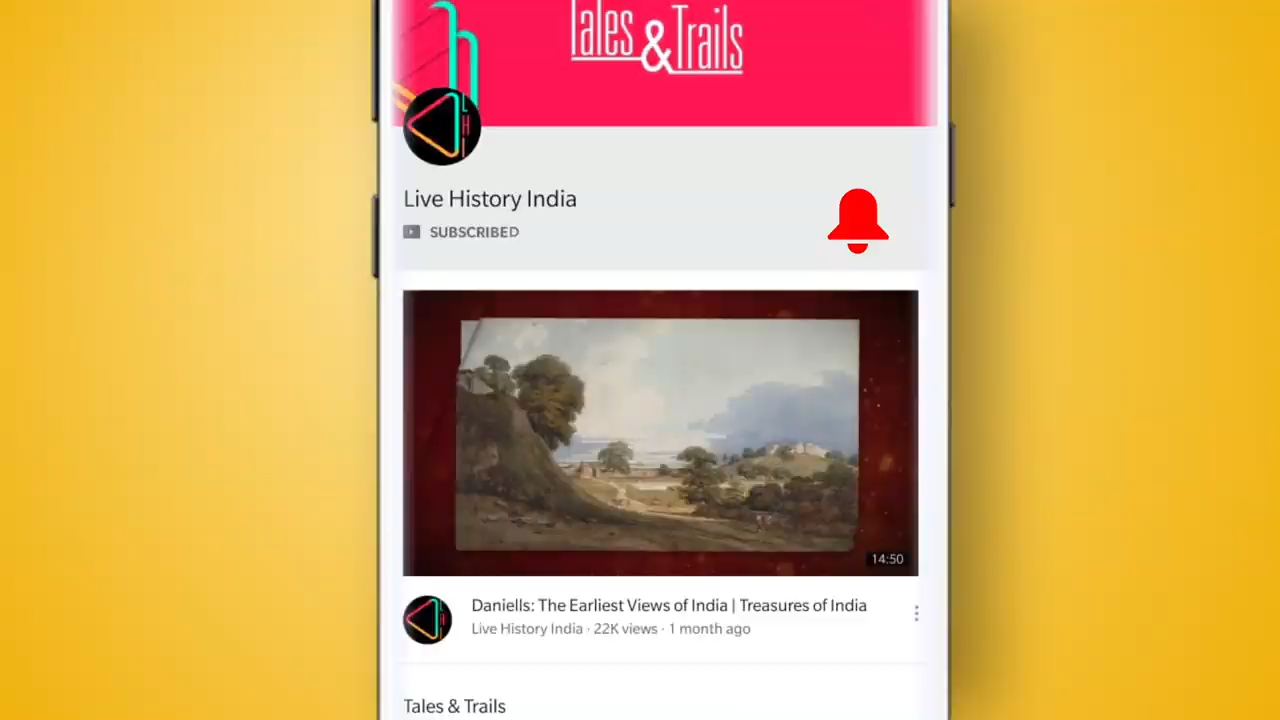 Tales & Trails
L
H
I
Live History India
SUBSCRIBED
14:50
Daniells: The Earliest Views of India | Treasures of India
Live History India · 22K views · 1 month ago
Tales & Trails